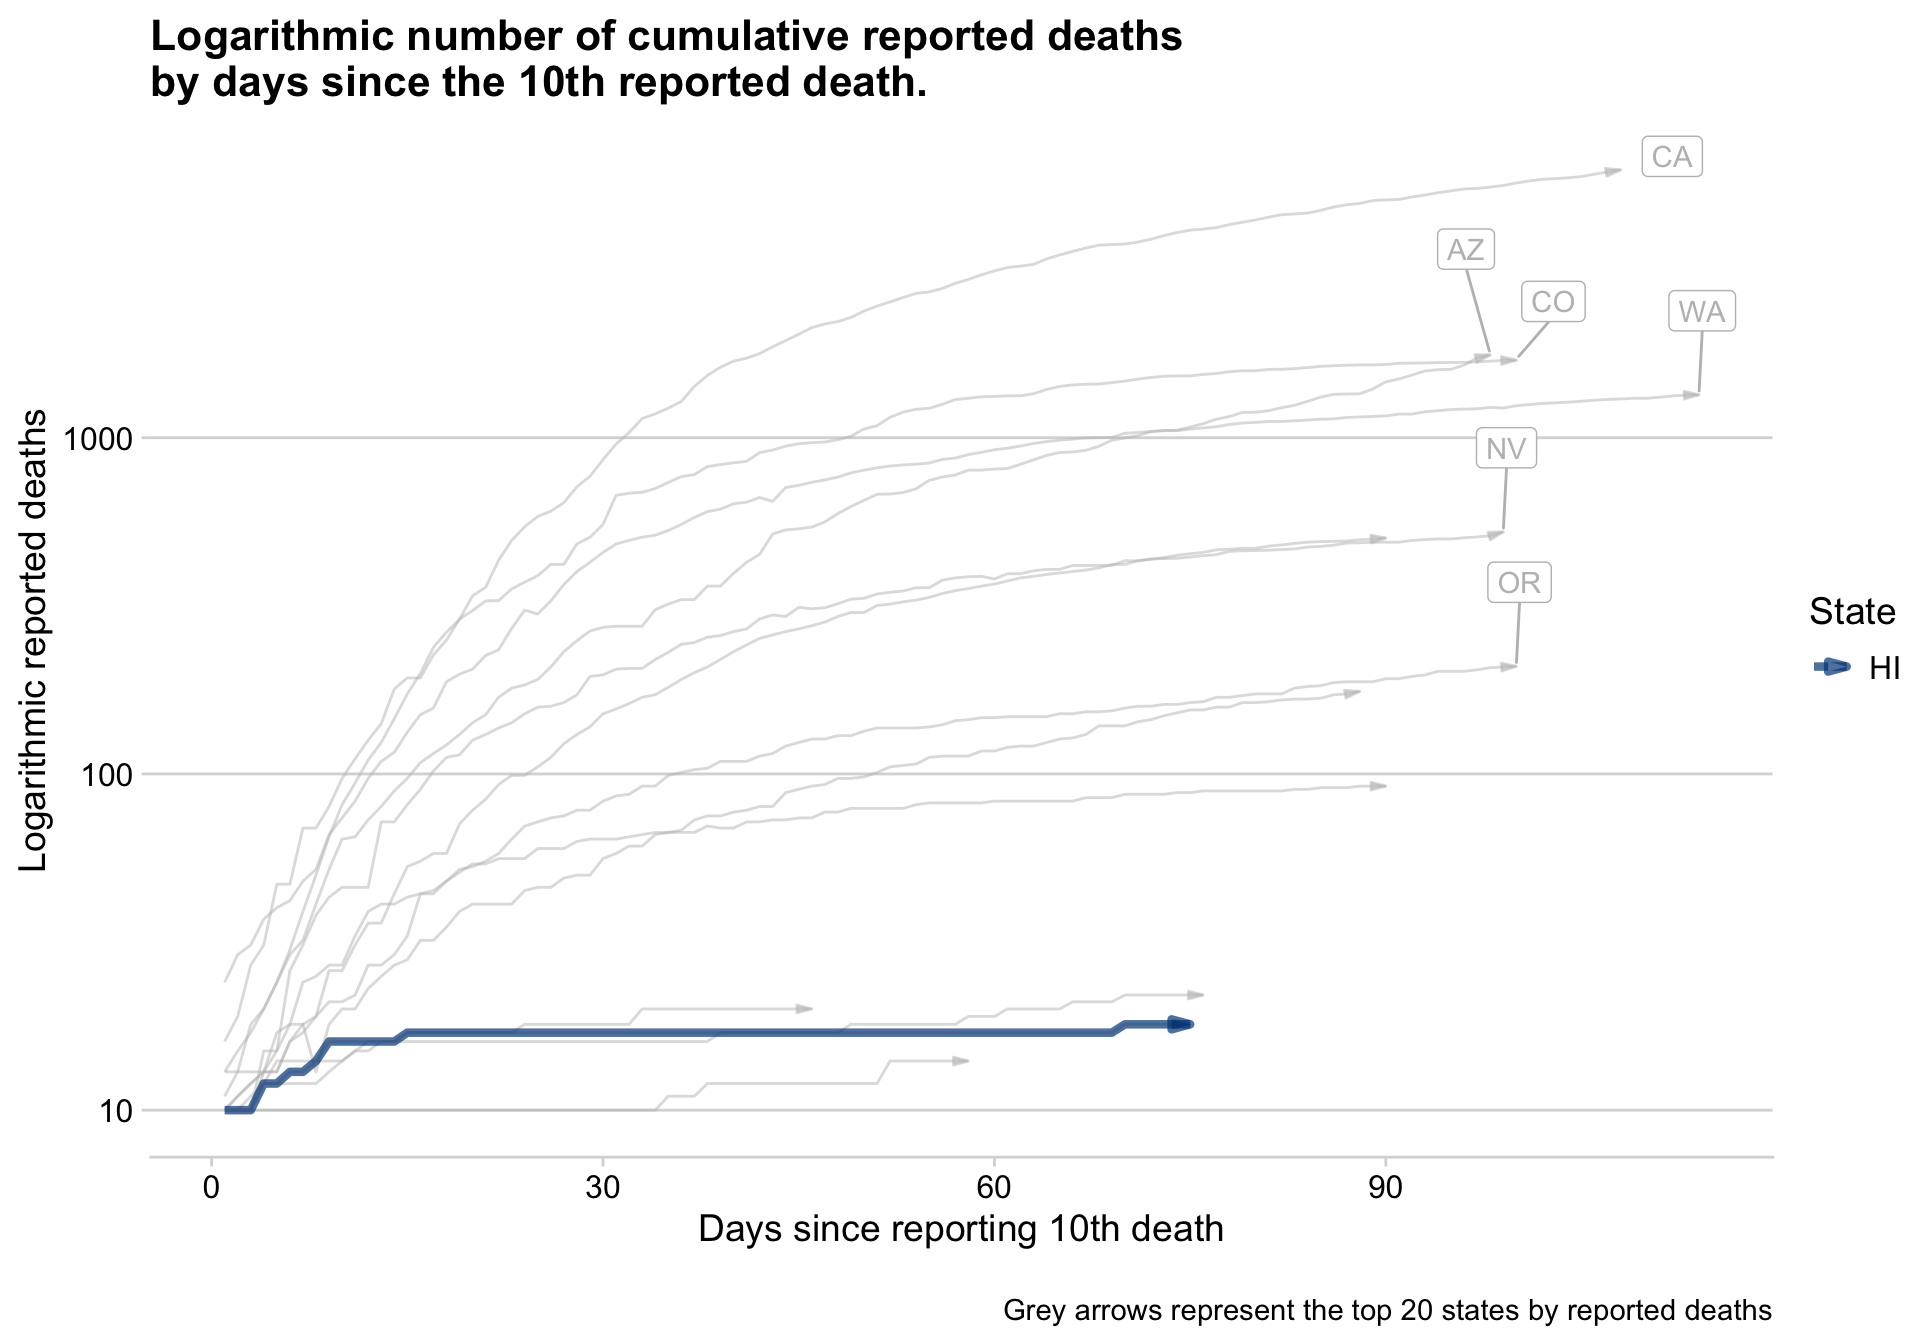 Logarithmic number of cumulative reported deaths
by days since the 10th reported death.
CA
AZ
CO
WA
NV
OR
Logarithmic reported deaths
1000
100
10
State
HI
0
30
60
90
Days since reporting 10th death
Grey arrows represent the top 20 states by reported deaths